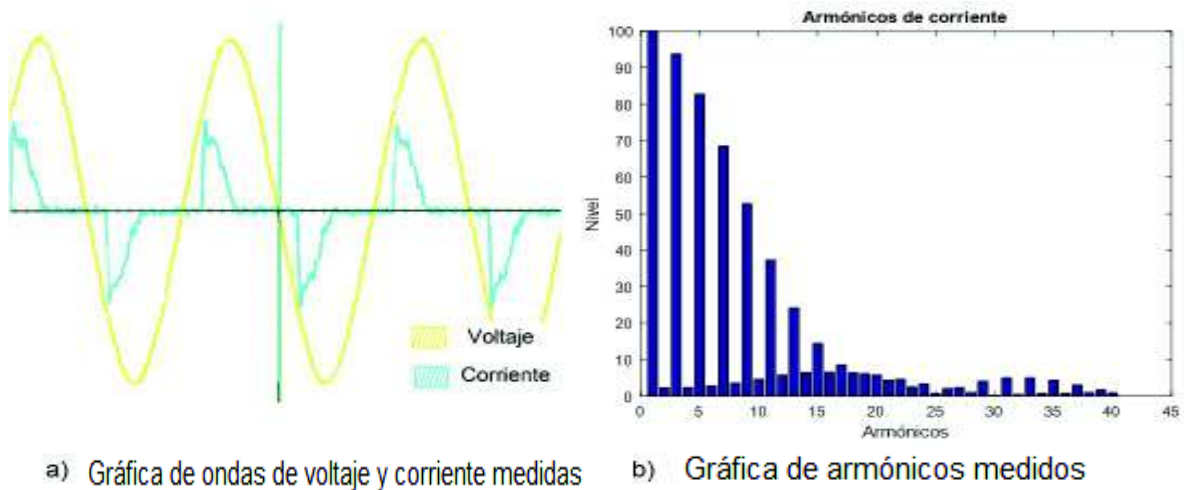 Voltaje
Corriente
a) Gráfica de ondas de voltaje y corriente medidas
Armónicos de corriente
Nivel
100
90
80
70
60
50
40
30
20
10
0
0 5 10 15 20 25 30 35 40 45
Armónicos
b) Gráfica de armónicos medidos